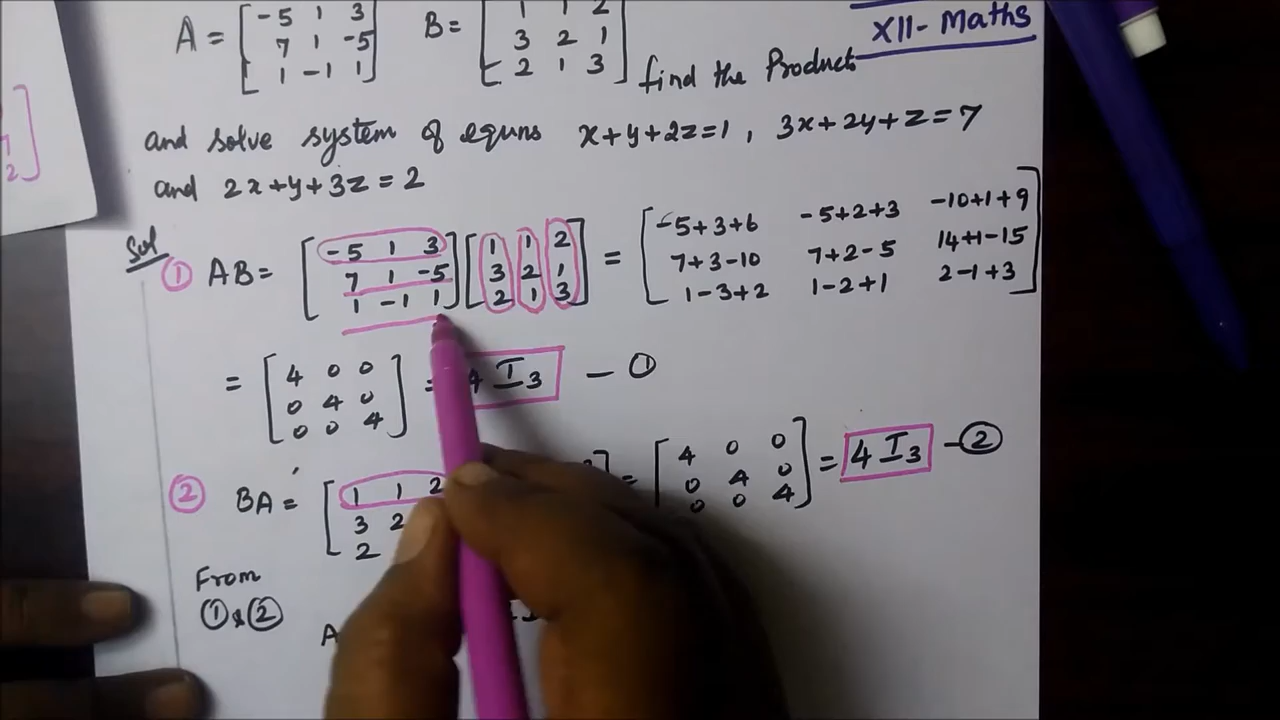 XII- Maths
A = [ -5 1 3 B = [ 1 1 2
7 1 -5 3 2 1
1 -1 1 ] 2 1 3 ] find the Product
and solve system of equns x+y+2z=1, 3x+2y+z=7
and 2x+y+3z=2
Sol
① AB = [ -5 1 3 ] [ 1 1 2 ] = [ -5+3+6 -5+2+3 -10+1+9
7 1 -5 3 2 1 7+3-10 7+2-5 14+1-15
1 -1 1 2 1 3 1-3+2 1-2+1 2-1+3 ]
= [ 4 0 0 ] = 4 I3 - ①
0 4 0
0 0 4
② BA = [ 1 1 2 = [ 4 0 0 ] = 4 I3 - ②
3 2 0 4 0
2 0 0 4
From
① & ②
A
2